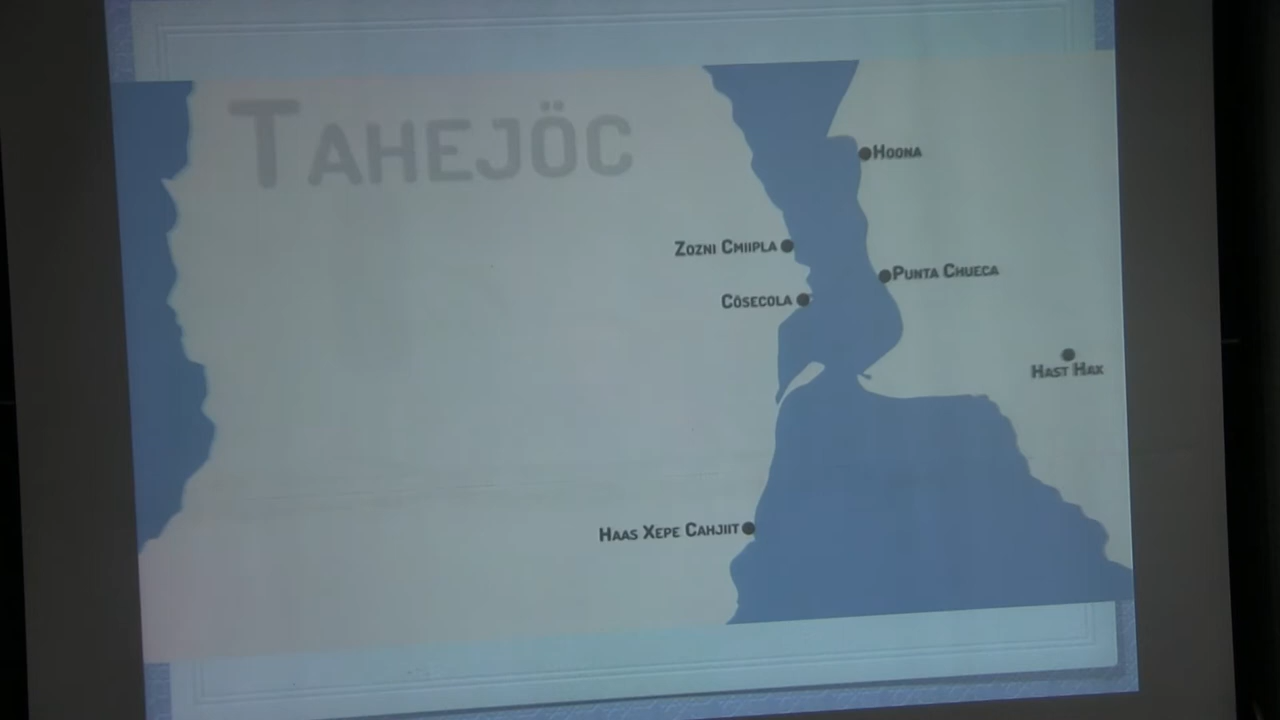 Tahejöc
Hoona
Zozni Cmiipla
Punta Chueca
Cösecola
Hast Hax
Haas Xepe Cahjiit